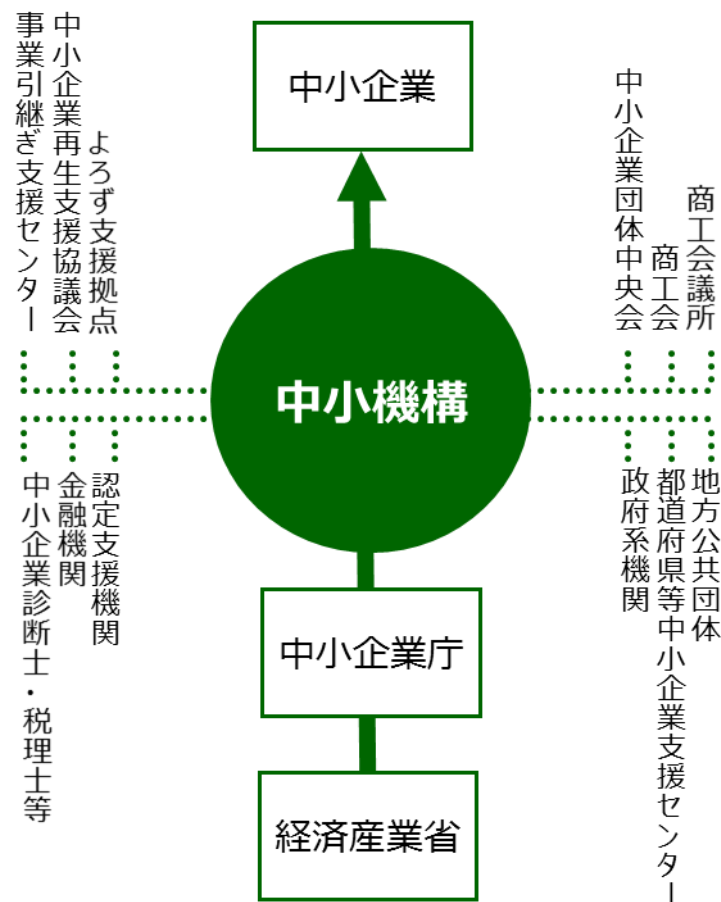 中小企業
事業引継ぎ支援センター
中小企業再生支援協議会
よろず支援拠点
中小企業団体中央会
商工会
商工会議所
中小機構
中小企業診断士・税理士等
金融機関
認定支援機関
政府系機関
都道府県等中小企業支援センター
地方公共団体
中小企業庁
経済産業省